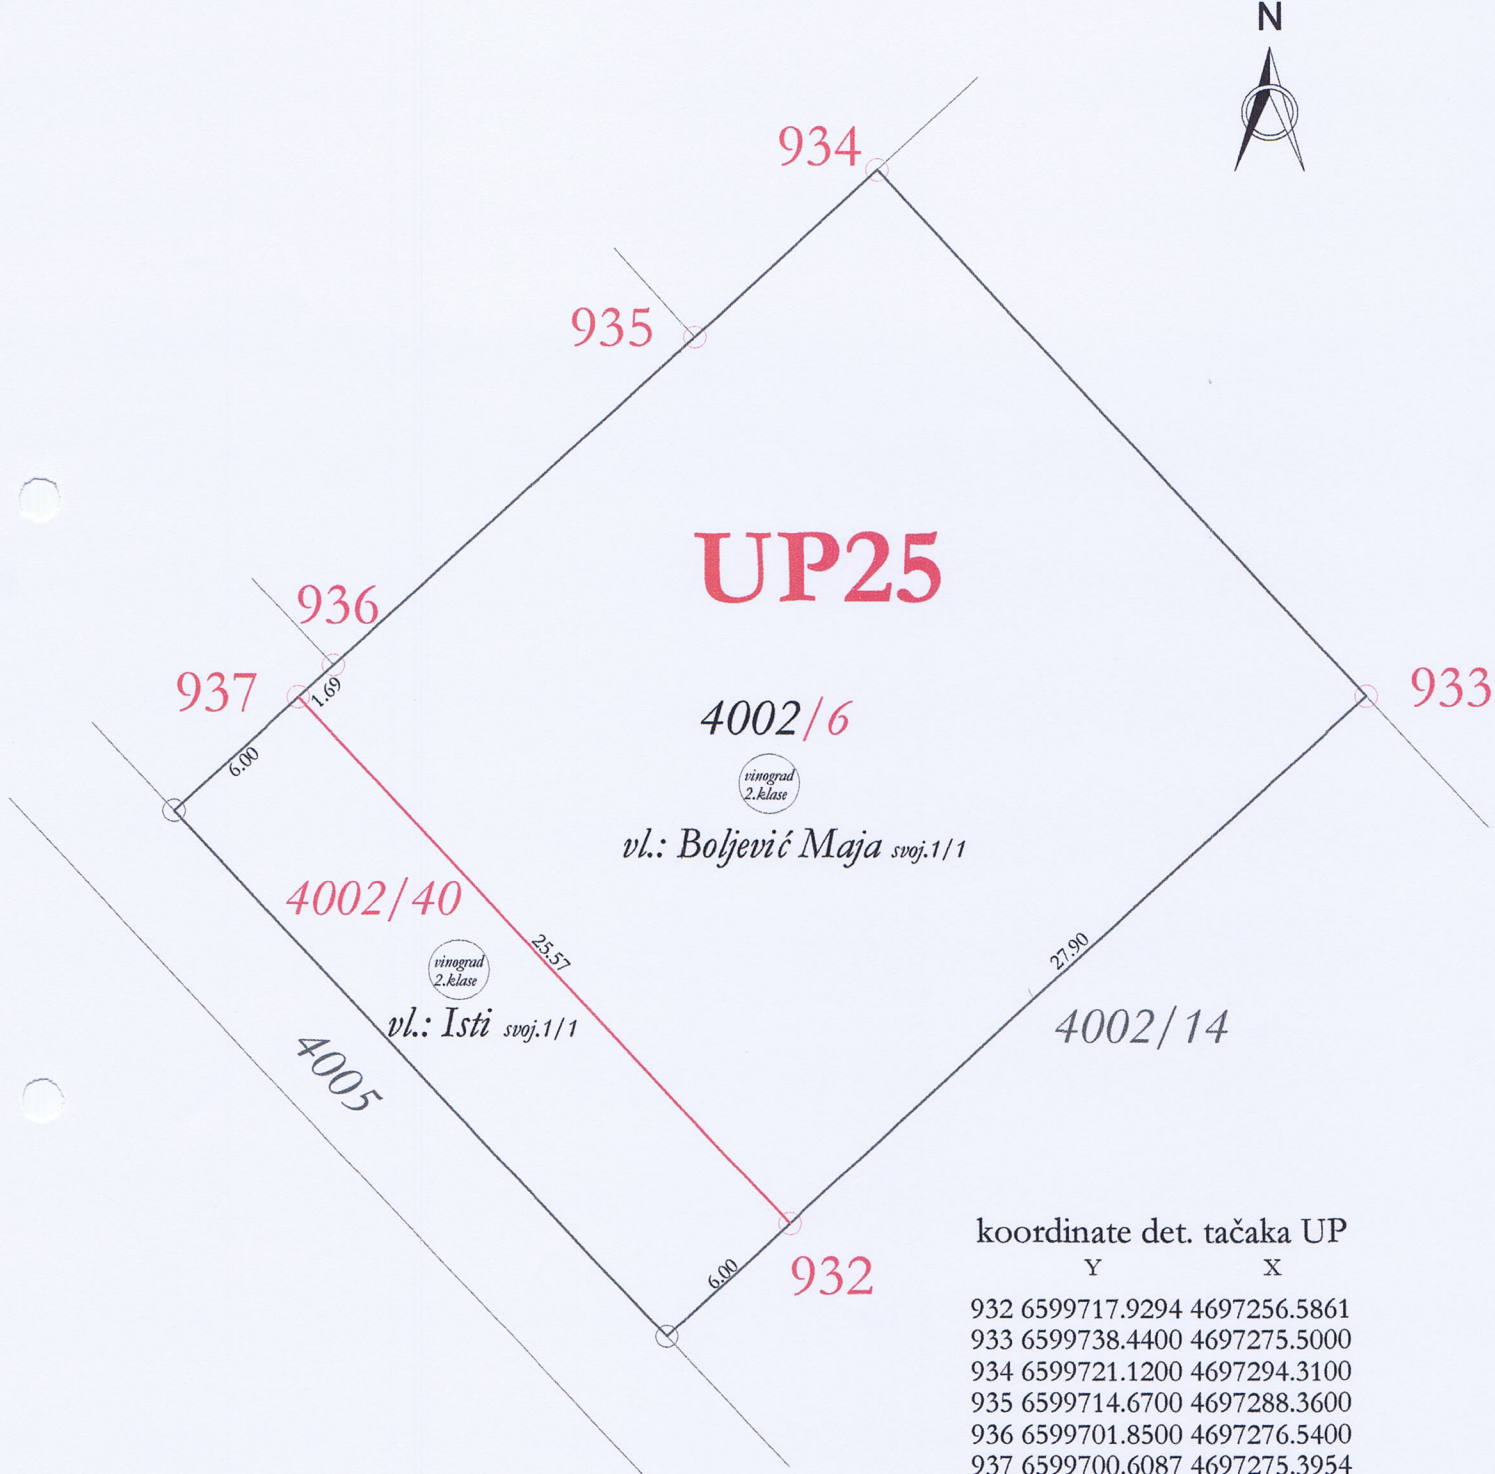 N
934
935
UP25
936
937
1.69
933
4002/6
6.00
vinograd
2.klase
vl.: Boljević Maja svoj.1/1
4002/40
25.57
27.90
vinograd
2.klase
vl.: Isti svoj.1/1
4002/14
4005
koordinate det. tačaka UP
6.00
932
Y X
932 6599717.9294 4697256.5861
933 6599738.4400 4697275.5000
934 6599721.1200 4697294.3100
935 6599714.6700 4697288.3600
936 6599701.8500 4697276.5400
937 6599700.6087 4697275.3954